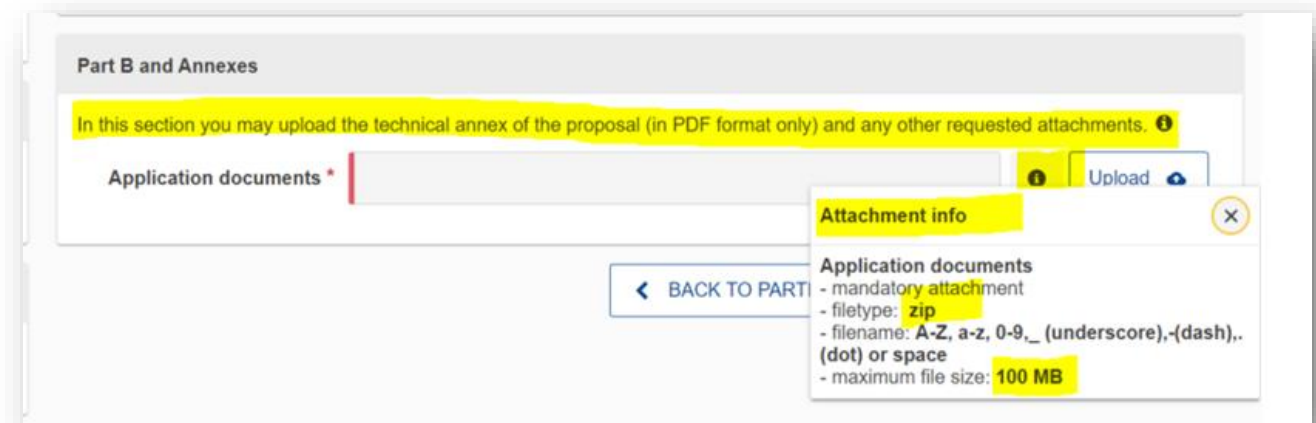 Part B and Annexes
In this section you may upload the technical annex of the proposal (in PDF format only) and any other requested attachments.
Application documents *
Upload
Attachment info
Application documents
- mandatory attachment
- filetype: zip
- filename: A-Z, a-z, 0-9,_ (underscore),-(dash),.
(dot) or space
- maximum file size: 100 MB
BACK TO PARTI